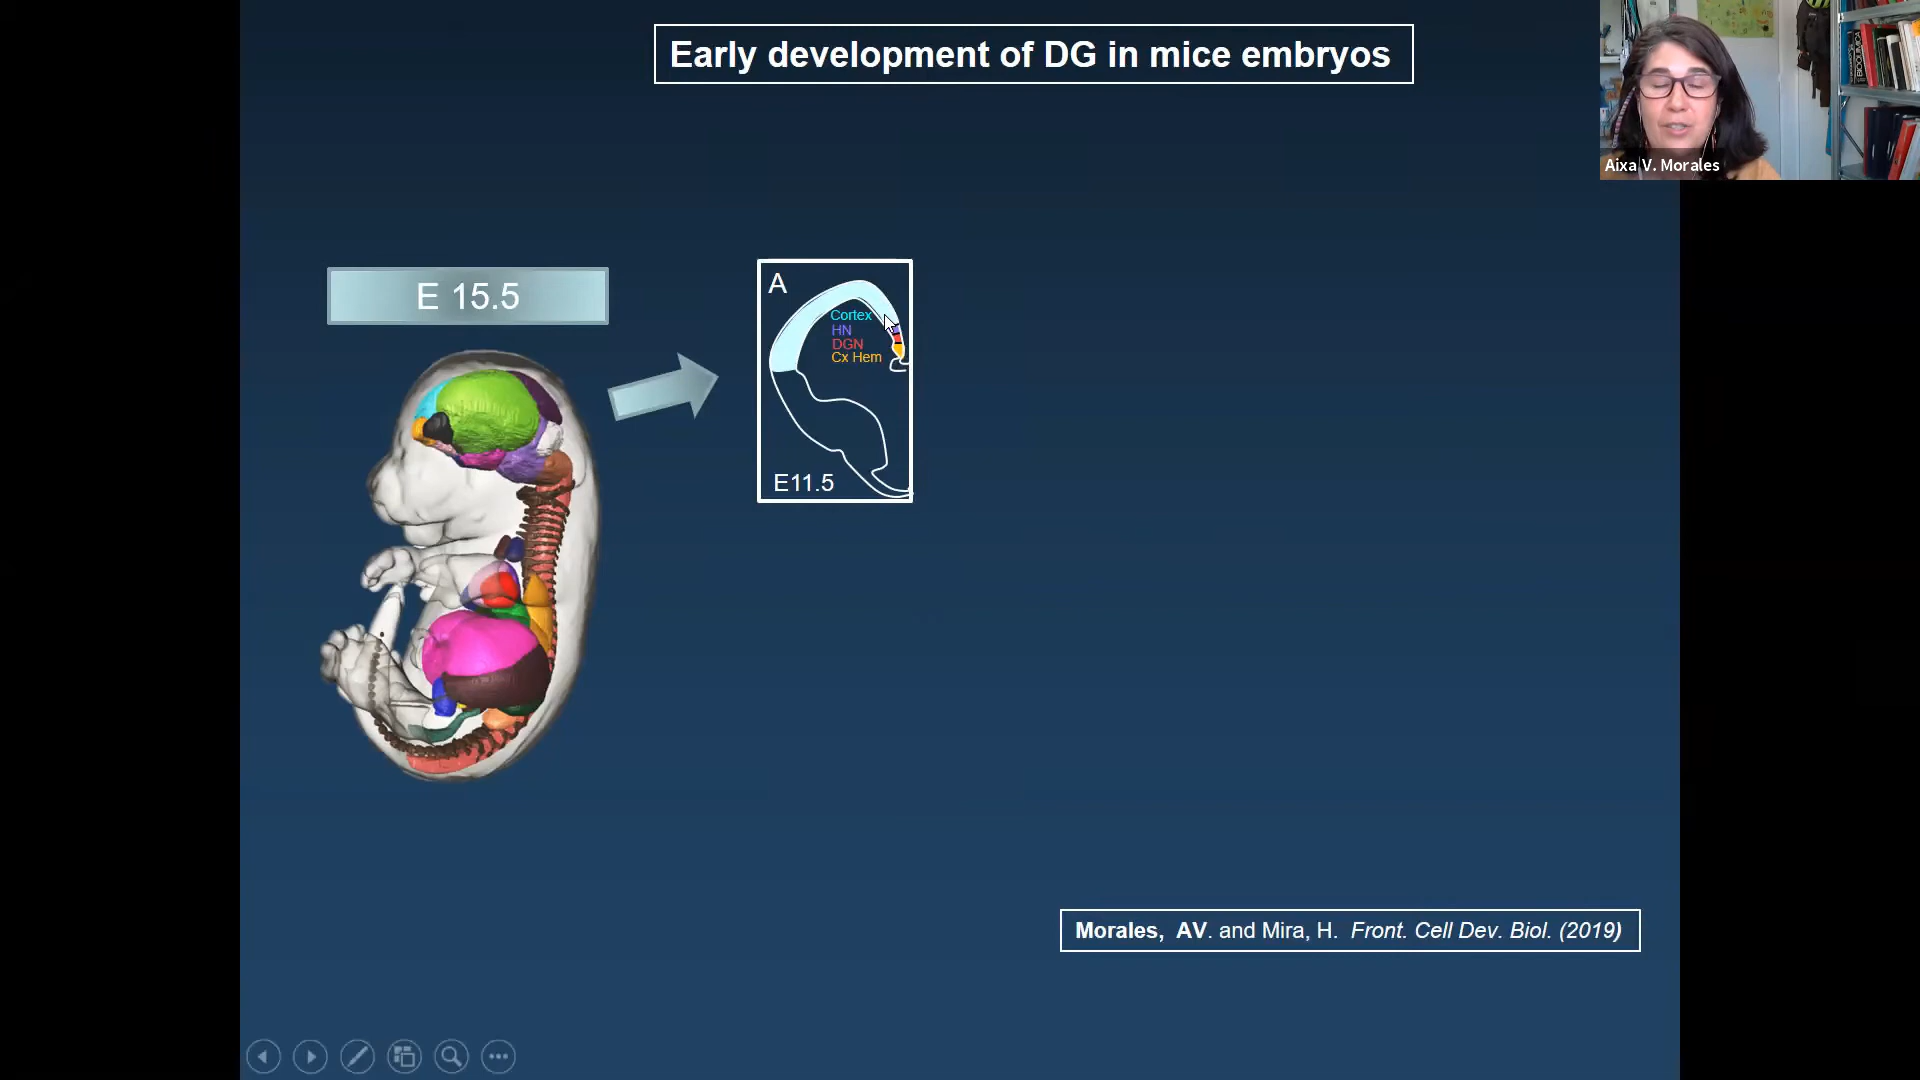 Early development of DG in mice embryos
Aixa V. Morales
E 15.5
A
Cortex
HN
DGN
Cx Hem
E11.5
Morales, AV. and Mira, H. Front. Cell Dev. Biol. (2019)